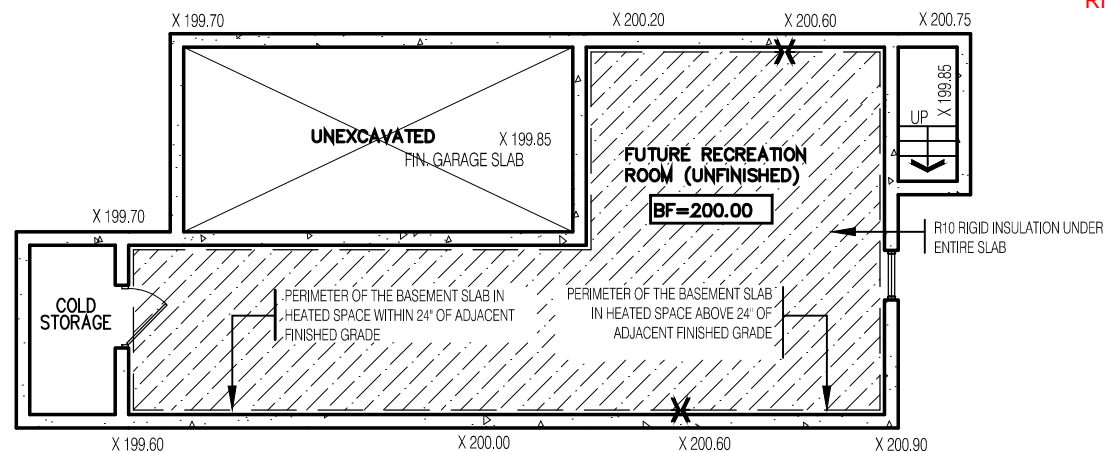 RI
X 199.70
X 200.20
X 200.60
X 200.75
X 199.85
UP
UNEXCAVATED
X 199.85
FIN. GARAGE SLAB
FUTURE RECREATION
ROOM (UNFINISHED)
BF=200.00
X 199.70
R10 RIGID INSULATION UNDER
ENTIRE SLAB
COLD
STORAGE
PERIMETER OF THE BASEMENT SLAB IN
HEATED SPACE WITHIN 24" OF ADJACENT
FINISHED GRADE
PERIMETER OF THE BASEMENT SLAB
IN HEATED SPACE ABOVE 24" OF
ADJACENT FINISHED GRADE
X 199.60
X 200.00
X 200.60
X 200.90